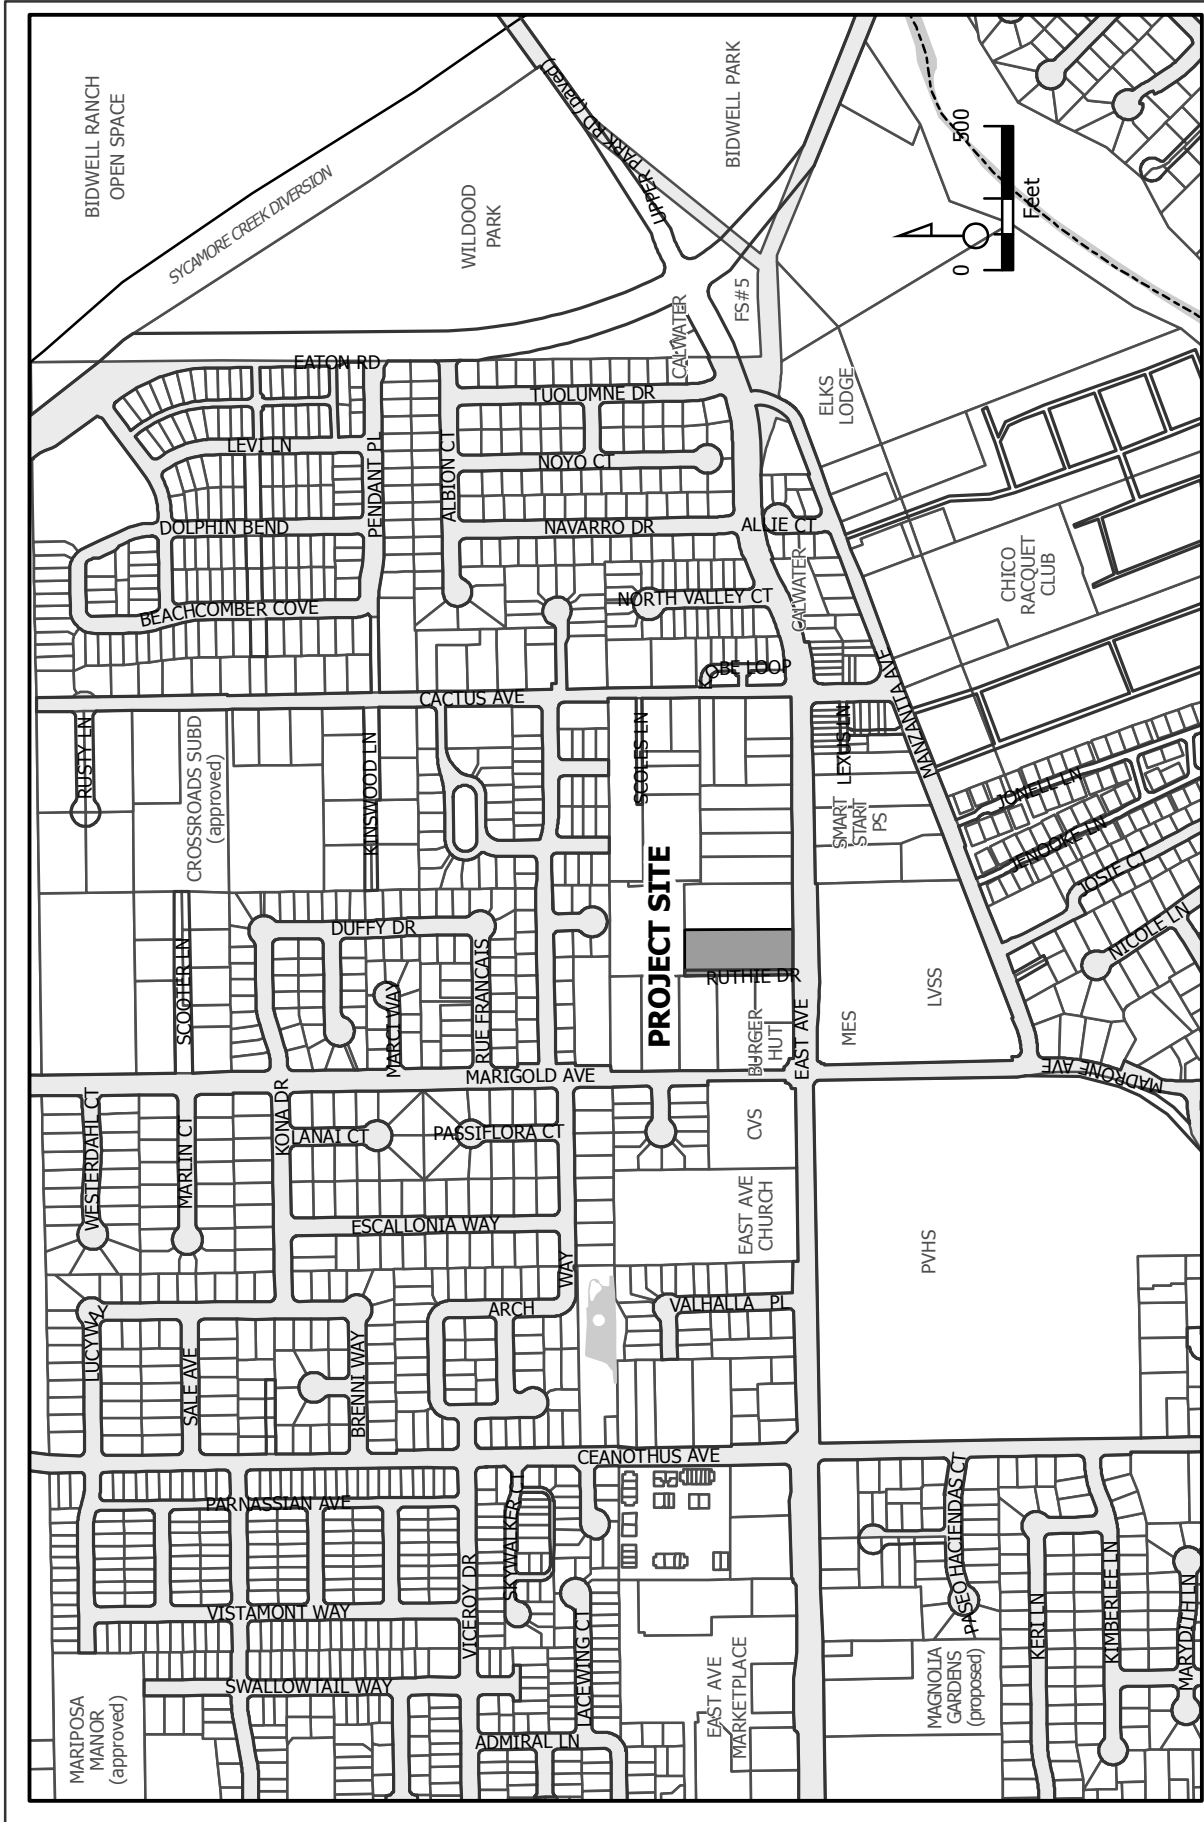 BIDWELL RANCH
OPEN SPACE
SYCAMORE CREEK DIVERSION
WILDOOD
PARK
UPPER PARK RD (paved)
BIDWELL PARK
500
Feet
0
CALWATER
FS#5
EATON RD
TUOLUMNE DR
ELKS
LODGE
LEVI LN
PENDANT PL
ALBION CT
NOYO CT
DOLPHIN BEND
NAVARRO DR
ALLIE CT
CHICO
RACQUET
CLUB
BEACHCOMBER COVE
NORTH VALLEY CT
CALWATER
KOBE LOOP
CACTUS AVE
MANZANITA AVE
RUSTY LN
CROSSROADS SUBD
(approved)
KINSWOOD LN
SCOLES LN
LEXUS LN
SMART
START
PS
JONELL LN
JENOOKE LN
JOSIE CT
NICOLE LN
PROJECT SITE
DUFFY DR
SCOOTER LN
MARCI WAY
RUE FRANCAIS
RUTHIE DR
BURGER
HUT
EAST AVE
MES
LVSS
MARIGOLD AVE
MADRONE AVE
WESTERDAHL CT
MARLIN CT
KONA DR
LANAI CT
PASSIFLORA CT
CVS
ESCALLONIA WAY
EAST AVE
CHURCH
PVHS
ARCH
WAY
VALHALLA PL
LUCY WAY
SALE AVE
BRENNI WAY
CEANOTHUS AVE
PARNASSIAN AVE
SKYWALKER CT
PASEO HACIENDAS CT
VISTAMONT WAY
VICEROY DR
LACEWING CT
KERI LN
KIMBERLEE LN
MARYDITH LN
SWALLOWTAIL WAY
MARIPOSA
MANOR
(approved)
ADMIRAL LN
EAST AVE
MARKETPLACE
MAGNOLIA
GARDENS
(proposed)